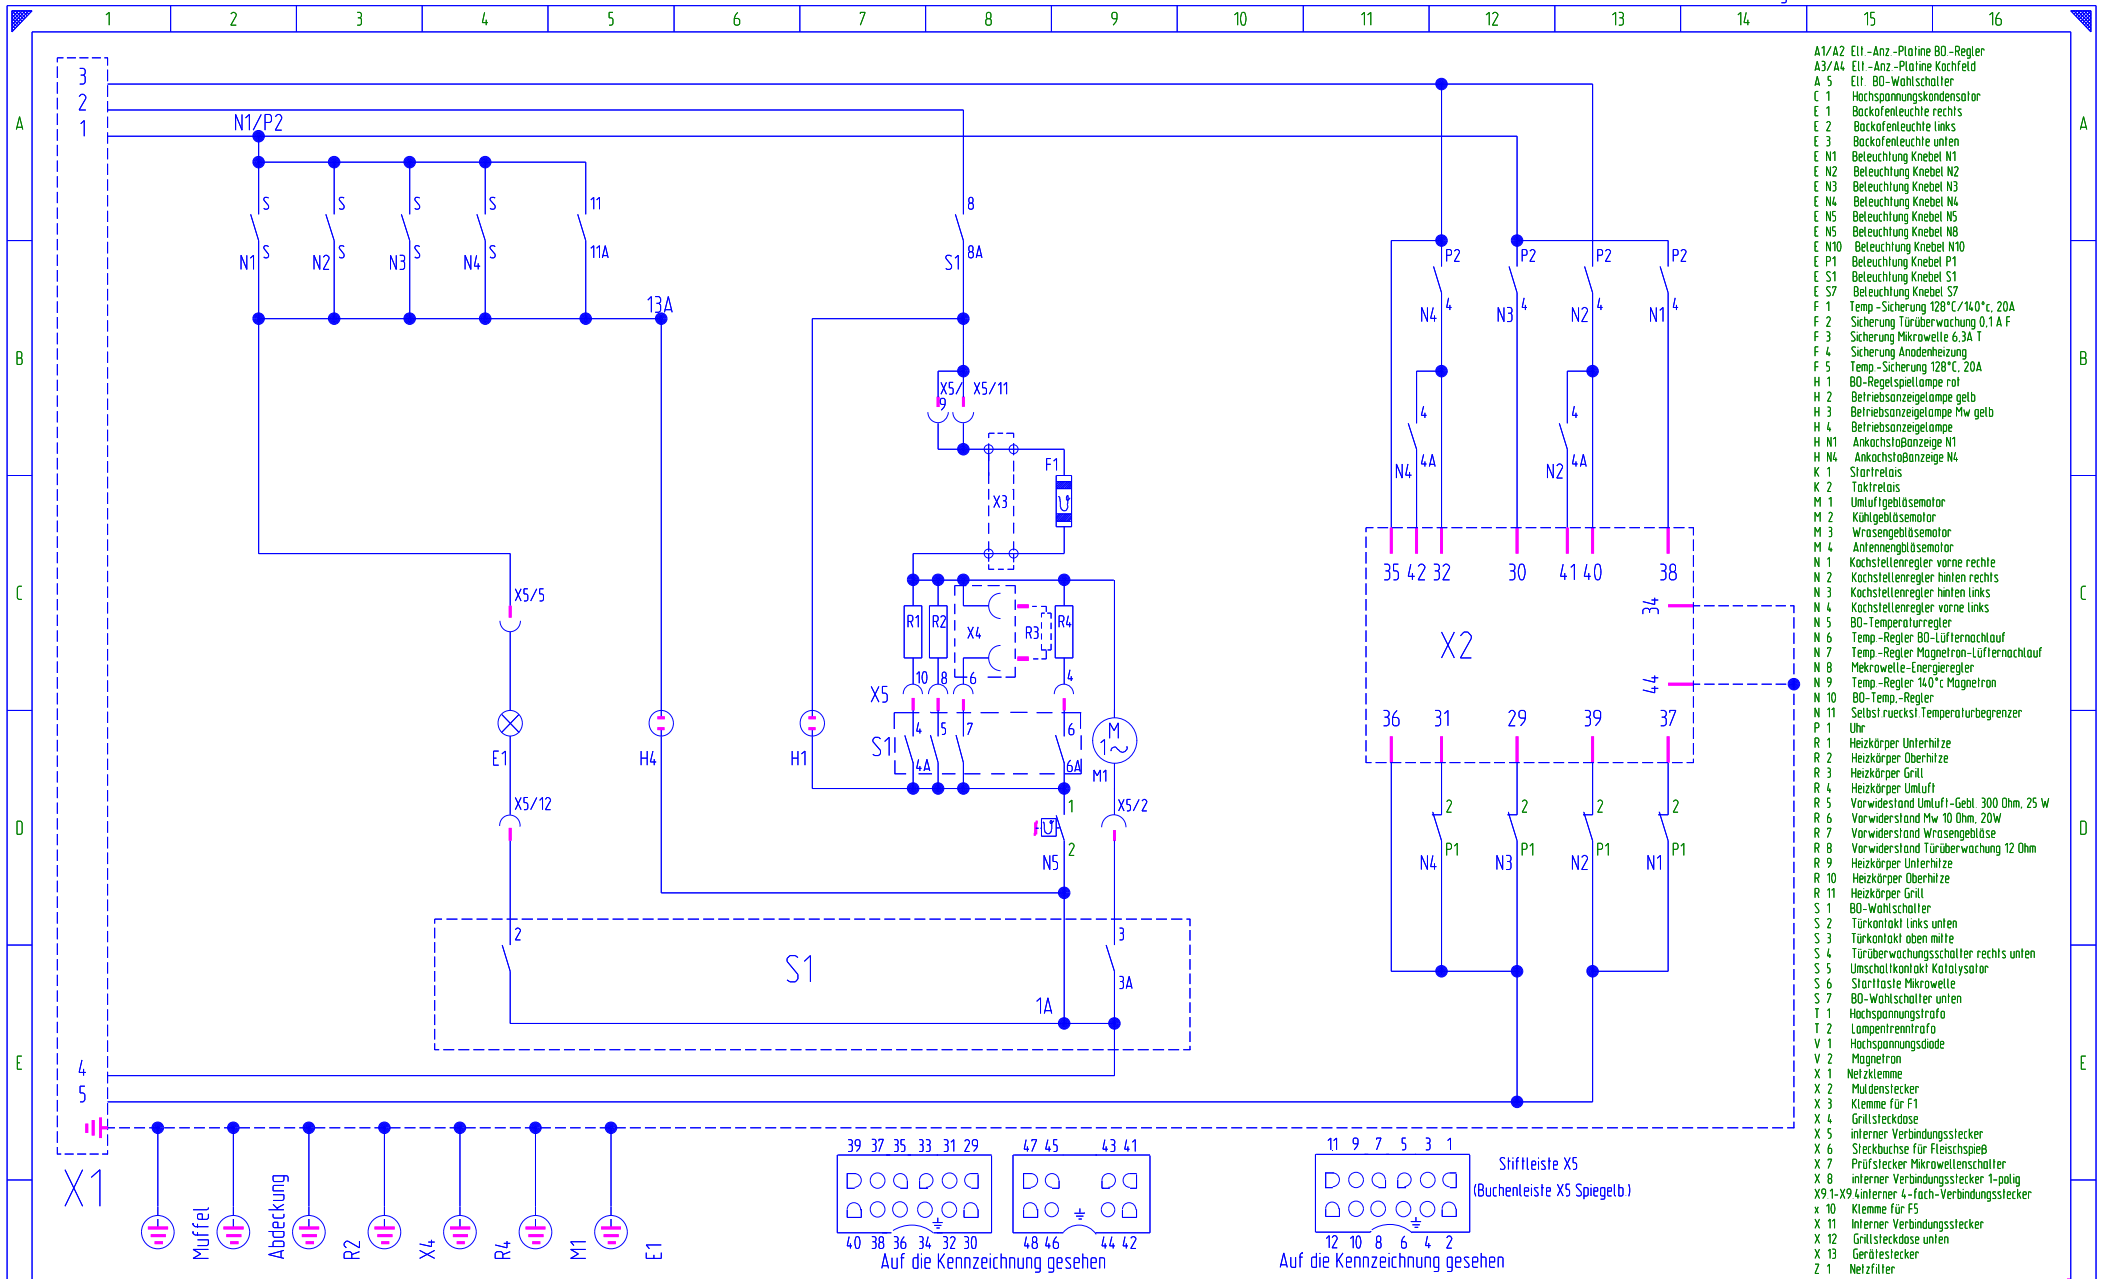 1 2 3 4 5 6 7 8 9 10 11 12 13 14 15 16
A A
B B
C C
D D
E E
3
2
1
N1/P2
S S S S 11 8
S S S S 11A 8A
N1 N2 N3 N4 S1
13A
P2 P2 P2 P2
4 4 4 4
N4 N3 N2 N1
X5/ X5/11
9
4 4
4A 4A
N4 N2
F1
X3
35 42 32 30 41 40 38
34
X2
44
36 31 29 39 37
X5/5
R1 R2 X4 R3 R4
10 8 6 4
X5
4 5 7 6
S1
4A 6A
M
1~
M1
E1 H4 H1
X5/12 X5/2
1
2
N5
2 2 2 2
P1 P1 P1 P1
N4 N3 N2 N1
2 3
S1
3A
1A
4
5
X1
Muffel
Abdeckung
R2
X4
R4
M1
E1
39 37 35 33 31 29
40 38 36 34 32 30
47 45 43 41
48 46 44 42
Auf die Kennzeichnung gesehen
11 9 7 5 3 1
12 10 8 6 4 2
Stiftleiste X5
(Buchenleiste X5 Spiegelb.)
Auf die Kennzeichnung gesehen
A1/A2 Elt.-Anz.-Platine BO.-Regler
A3/A4 Elt.-Anz.-Platine Kochfeld
A 5 Elt. BO-Wahlschalter
C 1 Hochspannungskondensator
E 1 Backofenleuchte rechts
E 2 Backofenleuchte links
E 3 Backofenleuchte unten
E N1 Beleuchtung Knebel N1
E N2 Beleuchtung Knebel N2
E N3 Beleuchtung Knebel N3
E N4 Beleuchtung Knebel N4
E N5 Beleuchtung Knebel N5
E N5 Beleuchtung Knebel N8
E N10 Beleuchtung Knebel N10
E P1 Beleuchtung Knebel P1
E S1 Beleuchtung Knebel S1
E S7 Beleuchtung Knebel S7
F 1 Temp.-Sicherung 128°C/140°c, 20A
F 2 Sicherung Türüberwachung 0,1 A F
F 3 Sicherung Mikrowelle 6,3A T
F 4 Sicherung Anodenheizung
F 5 Temp.-Sicherung 128°C, 20A
H 1 BO-Regelspiellampe rot
H 2 Betriebsanzeigelampe gelb
H 3 Betriebsanzeigelampe Mw gelb
H 4 Betriebsanzeigelampe
H N1 Ankochstoßanzeige N1
H N4 Ankochstoßanzeige N4
K 1 Startrelais
K 2 Taktrelais
M 1 Umluftgebläsemotor
M 2 Kühlgebläsemotor
M 3 Wrasengebläsemotor
M 4 Antennengbläsemotor
N 1 Kochstellenregler vorne rechte
N 2 Kochstellenregler hinten rechts
N 3 Kochstellenregler hinten links
N 4 Kochstellenregler vorne links
N 5 BO-Temperaturregler
N 6 Temp.-Regler BO-Lüfternachlauf
N 7 Temp.-Regler Magnetron-Lüfternachlauf
N 8 Mekrowelle-Energieregler
N 9 Temp.-Regler 140°c Magnetron
N 10 BO-Temp.-Regler
N 11 Selbst.rueckst.Temperaturbegrenzer
P 1 Uhr
R 1 Heizkörper Unterhitze
R 2 Heizkörper Oberhitze
R 3 Heizkörper Grill
R 4 Heizkörper Umluft
R 5 Vorwidestand Umluft-Gebl. 300 Ohm, 25 W
R 6 Vorwiderstand Mw 10 Ohm, 20W
R 7 Vorwiderstand Wrasengebläse
R 8 Vorwiderstand Türüberwachung 12 Ohm
R 9 Heizkörper Unterhitze
R 10 Heizkörper Oberhitze
R 11 Heizkörper Grill
S 1 BO-Wahlschalter
S 2 Türkontakt links unten
S 3 Türkontakt oben mitte
S 4 Türüberwachungsschalter rechts unten
S 5 Umschaltkontakt Katalysator
S 6 Starttaste Mikrowelle
S 7 BO-Wahlschalter unten
T 1 Hochspannungstrafo
T 2 Lampentrenntrafo
V 1 Hochspannungsdiode
V 2 Magnetron
X 1 Netzklemme
X 2 Muldenstecker
X 3 Klemme für F1
X 4 Grillsteckdose
X 5 interner Verbindungsstecker
X 6 Steckbuchse für Fleischspieß
X 7 Prüfstecker Mikrowellenschalter
X 8 interner Verbindungsstecker 1-polig
X9.1-X9.4interner 4-fach-Verbindungsstecker
x 10 Klemme für F5
X 11 Interner Verbindungsstecker
X 12 Grillsteckdose unten
X 13 Gerätestecker
Z 1 Netzfilter